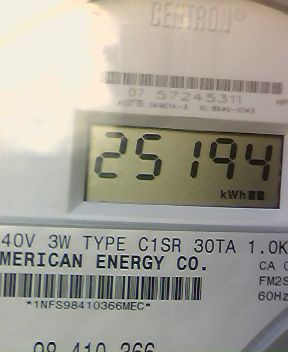 CENTRON®
07 57245311
25194
kWh
40V 3W TYPE C1SR 30TA 1.0K
MERICAN ENERGY CO.
CA
FM2S
60Hz
*1NFS98410366MEC*
98 410 366